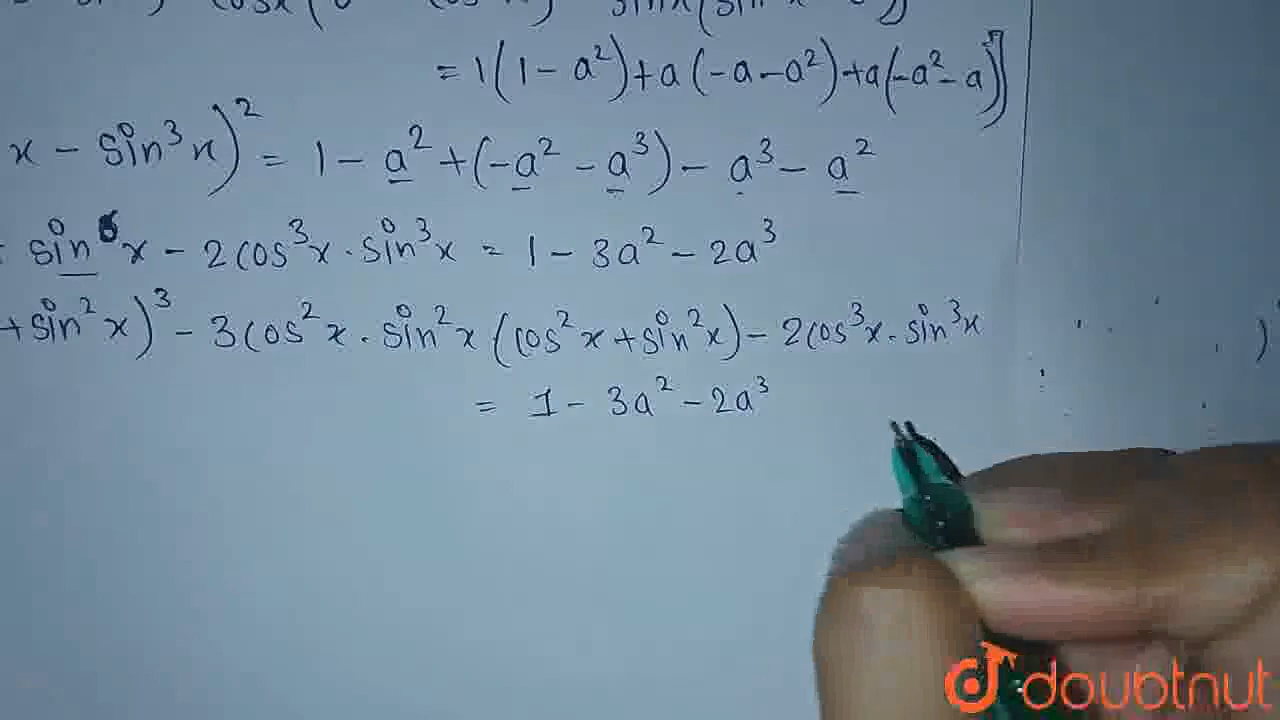 = 1(1 - a²) + a(-a - a²) + a(-a² - a)]
x - sin³x)² = 1 - a² + (-a² - a³) - a³ - a²
sin⁶x - 2cos³x · sin³x = 1 - 3a² - 2a³
+ sin²x)³ - 3cos²x · sin²x (cos²x + sin²x) - 2cos³x · sin³x
= 1 - 3a² - 2a³
doubtnut